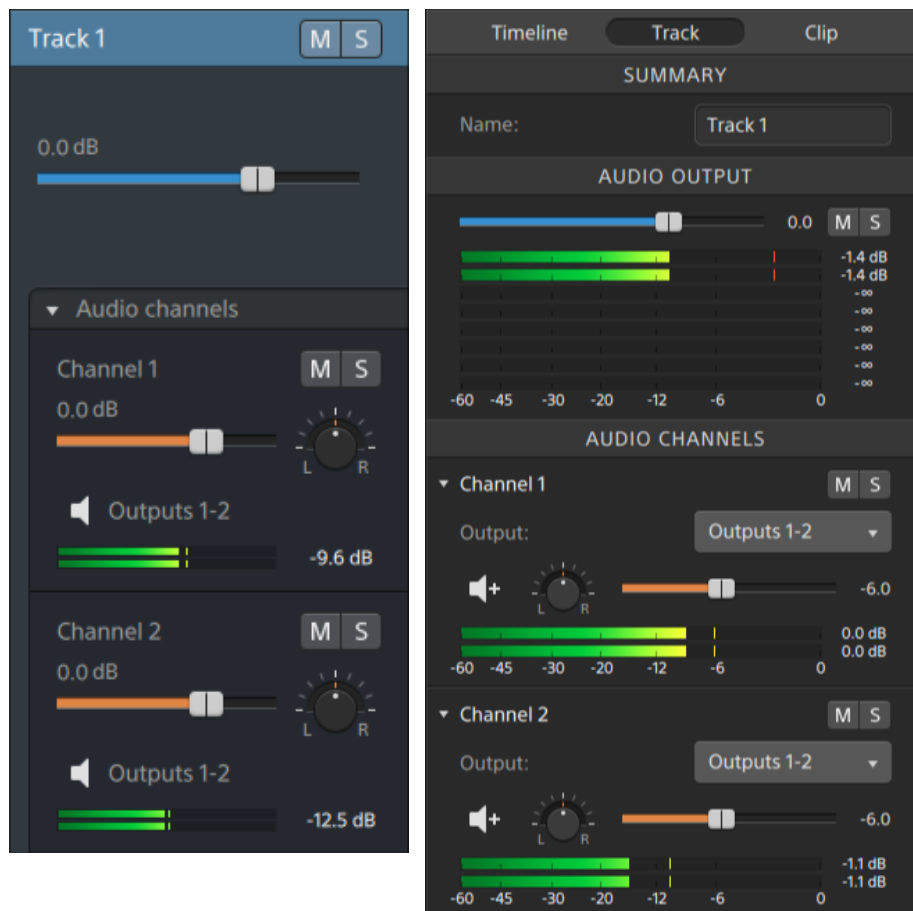 Track 1 M S
0.0 dB
Audio channels
Channel 1 M S
0.0 dB
L R
Outputs 1-2
-9.6 dB
Channel 2 M S
0.0 dB
L R
Outputs 1-2
-12.5 dB
Timeline Track Clip
SUMMARY
Name: Track 1
AUDIO OUTPUT
0.0 M S
-1.4 dB
-1.4 dB
-∞
-∞
-∞
-∞
-∞
-∞
-60 -45 -30 -20 -12 -6 0
AUDIO CHANNELS
Channel 1 M S
Output: Outputs 1-2
+ L R -6.0
0.0 dB
0.0 dB
-60 -45 -30 -20 -12 -6 0
Channel 2 M S
Output: Outputs 1-2
+ L R -6.0
-1.1 dB
-1.1 dB
-60 -45 -30 -20 -12 -6 0